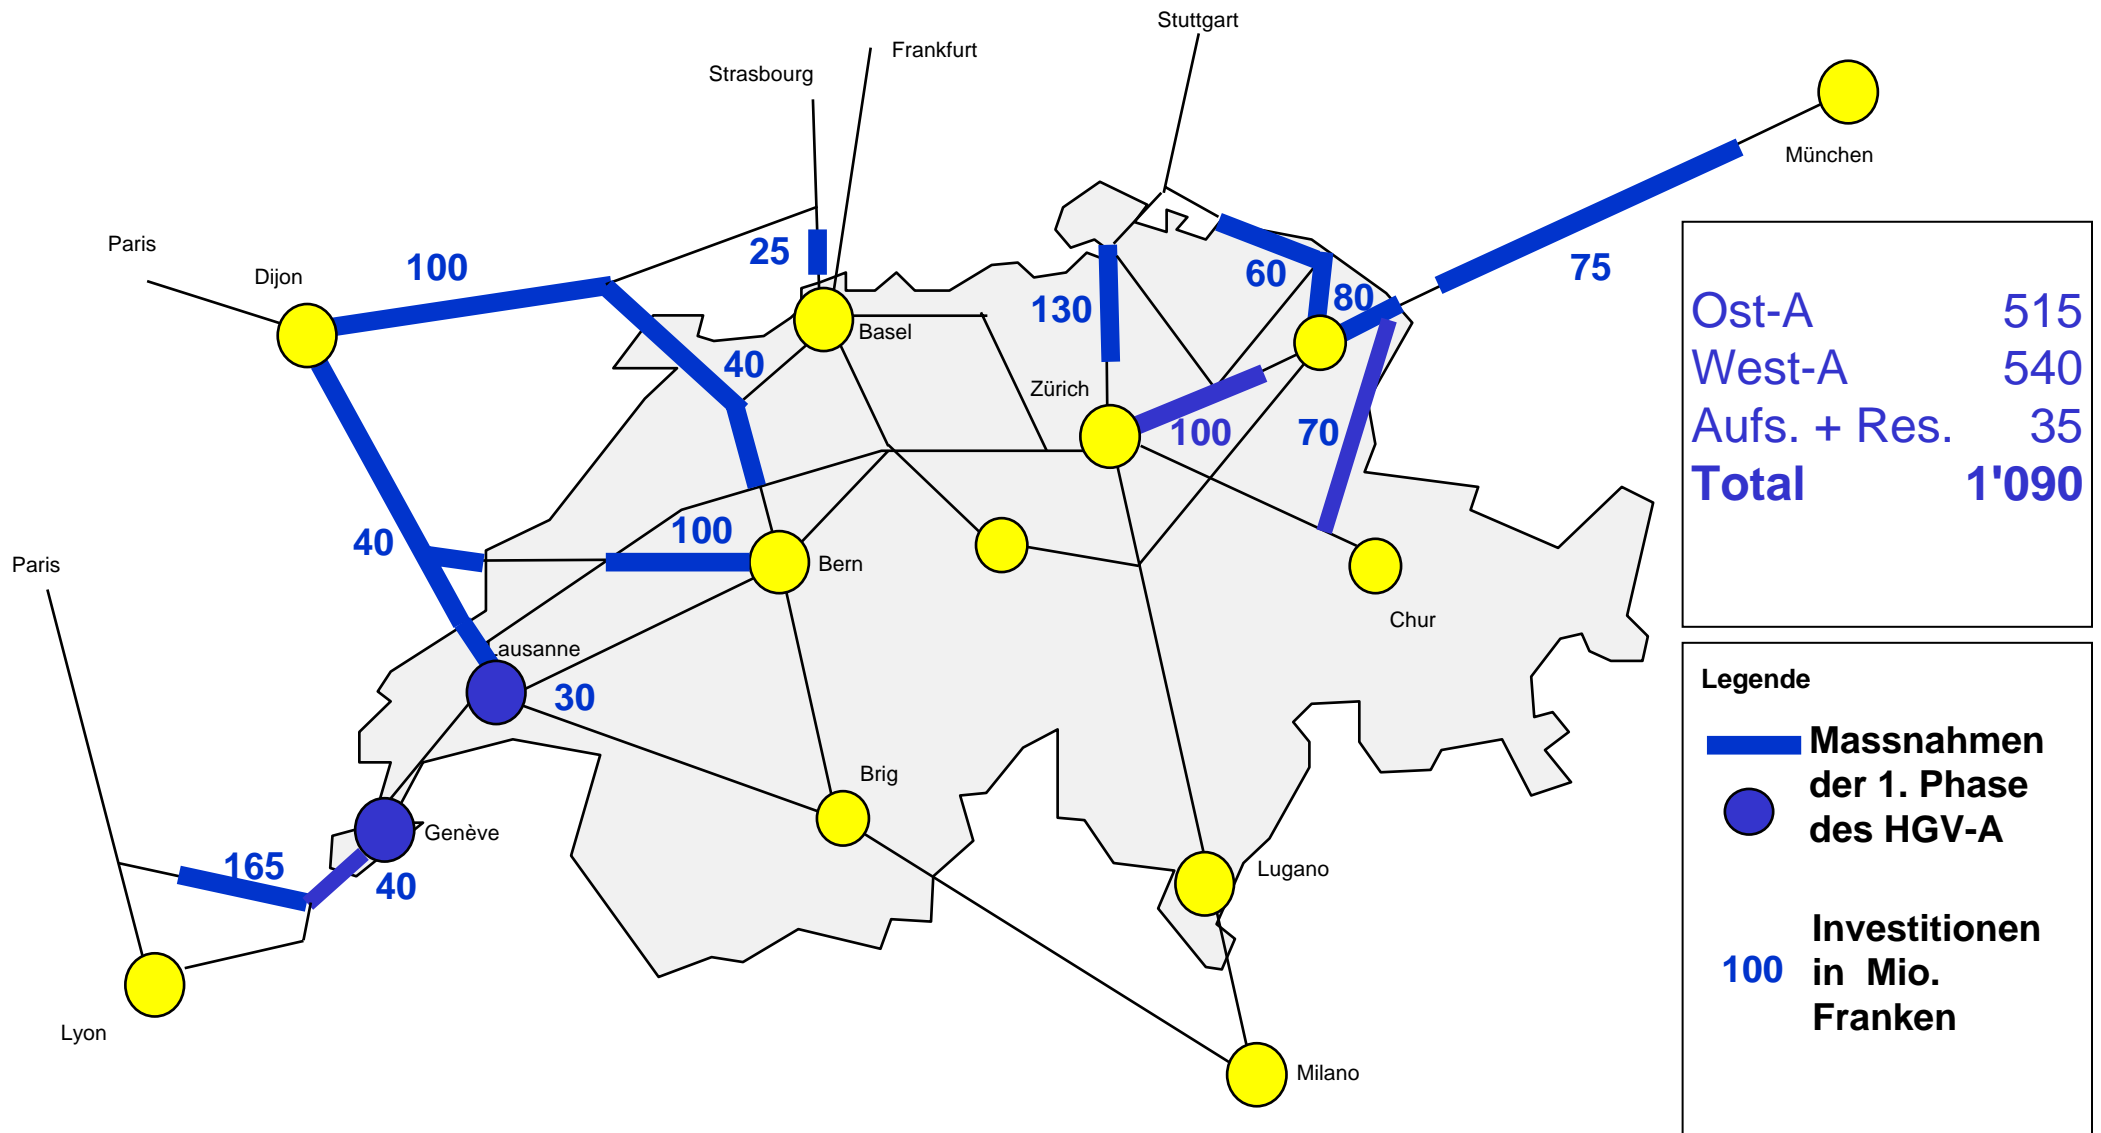 Stuttgart
Frankfurt
Strasbourg
München
Paris
Dijon
100
25
60
75
80
130
Basel
40
Zürich
100
70
40
100
Bern
Paris
Chur
Lausanne
30
Brig
Genève
165
40
Lugano
Lyon
Milano
Ost-A 515
West-A 540
Aufs. + Res. 35
Total 1'090
Legende
Massnahmen
der 1. Phase
des HGV-A
Investitionen
100 in Mio.
Franken